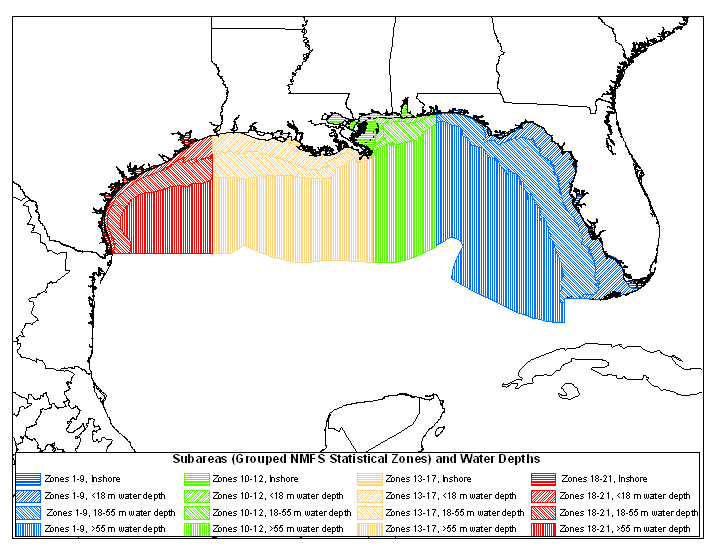 Subareas (Grouped NMFS Statistical Zones) and Water Depths
Zones 1-9, Inshore Zones 10-12, Inshore Zones 13-17, Inshore Zones 18-21, Inshore
Zones 1-9, <18 m water depth Zones 10-12, <18 m water depth Zones 13-17, <18 m water depth Zones 18-21, <18 m water depth
Zones 1-9, 18-55 m water depth Zones 10-12, 18-55 m water depth Zones 13-17, 18-55 m water depth Zones 18-21, 18-55 m water depth
Zones 1-9, >55 m water depth Zones 10-12, >55 m water depth Zones 13-17, >55 m water depth Zones 18-21, >55 m water depth